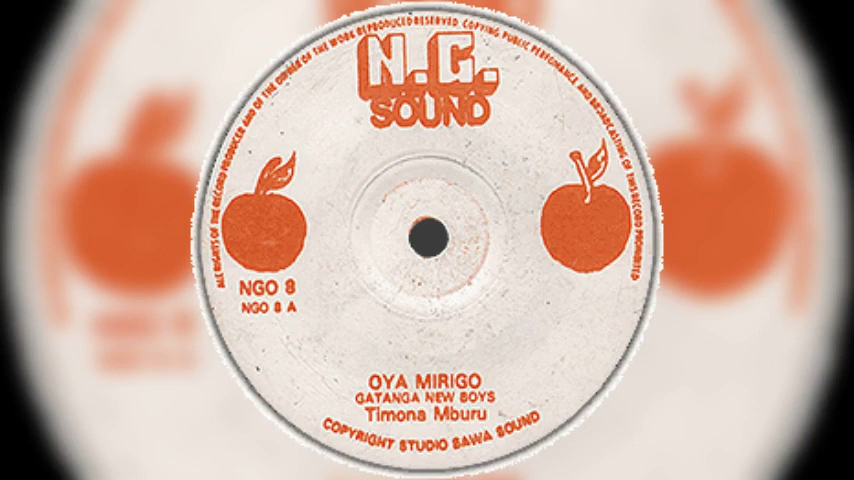 ALL RIGHTS OF THE RECORD PRODUCER AND OF THE OWNER OF THE WORK REPRODUCED RESERVED. COPYING PUBLIC PERFOMANCE AND BROADCASTING OF THIS RECORD PROHIBITED
N.G.
SOUND
NGO 8
NGO 8 A
OYA MIRIGO
GATANGA NEW BOYS
Timona Mburu
COPYRIGHT STUDIO SAWA SOUND